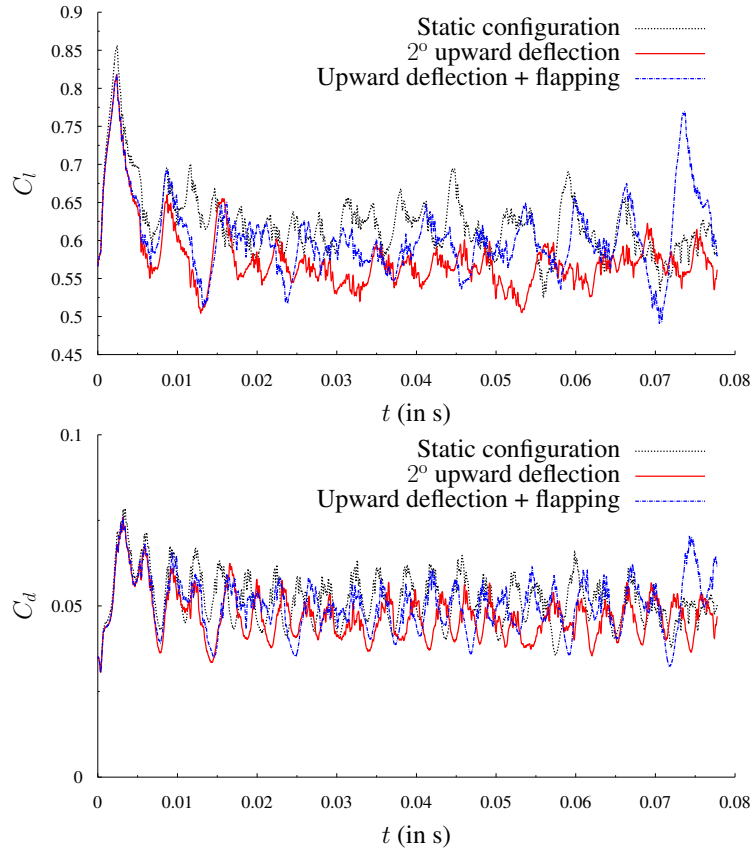 0.9
0.85
0.8
0.75
0.7
0.65
0.6
0.55
0.5
0.45
C_l
Static configuration
2° upward deflection
Upward deflection + flapping
0 0.01 0.02 0.03 0.04 0.05 0.06 0.07 0.08
t (in s)
0.1
0.05
0
C_d
Static configuration
2° upward deflection
Upward deflection + flapping
0 0.01 0.02 0.03 0.04 0.05 0.06 0.07 0.08
t (in s)